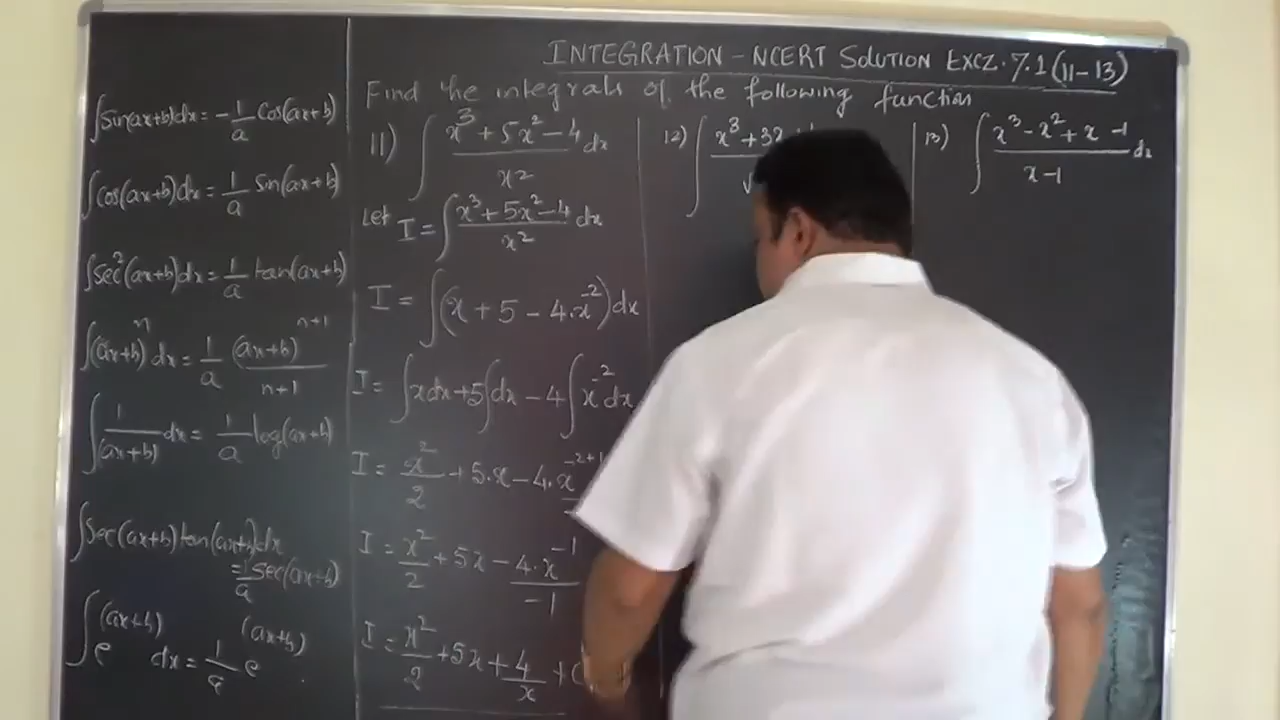 INTEGRATION - NCERT SOLUTION EXCZ. 7.1 (11-13)
Find the integrals of the following function
∫Sin(ax+b)dx = -1/a Cos(ax+b)
∫Cos(ax+b)dx = 1/a Sin(ax+b)
∫Sec²(ax+b)dx = 1/a tan(ax+b)
∫(ax+b)ⁿ dx = 1/a (ax+b)ⁿ⁺¹/n+1
∫1/(ax+b) dx = 1/a log(ax+b)
∫Sec(ax+b)tan(ax+b)dx
= 1/a Sec(ax+b)
∫e^(ax+b) dx = 1/a e^(ax+b)
11) ∫ x³ + 5x² - 4 / x² dx
Let I = ∫ x³ + 5x² - 4 / x² dx
I = ∫(x + 5 - 4.x⁻²)dx
I = ∫xdx + 5∫dx - 4∫x⁻²dx
I = x²/2 + 5.x - 4.x⁻²⁺¹
I = x²/2 + 5x - 4.x⁻¹/-1
I = x²/2 + 5x + 4/x +
12) ∫ x³ + 3x
13) ∫ x³ - x² + x - 1 / x - 1 dx